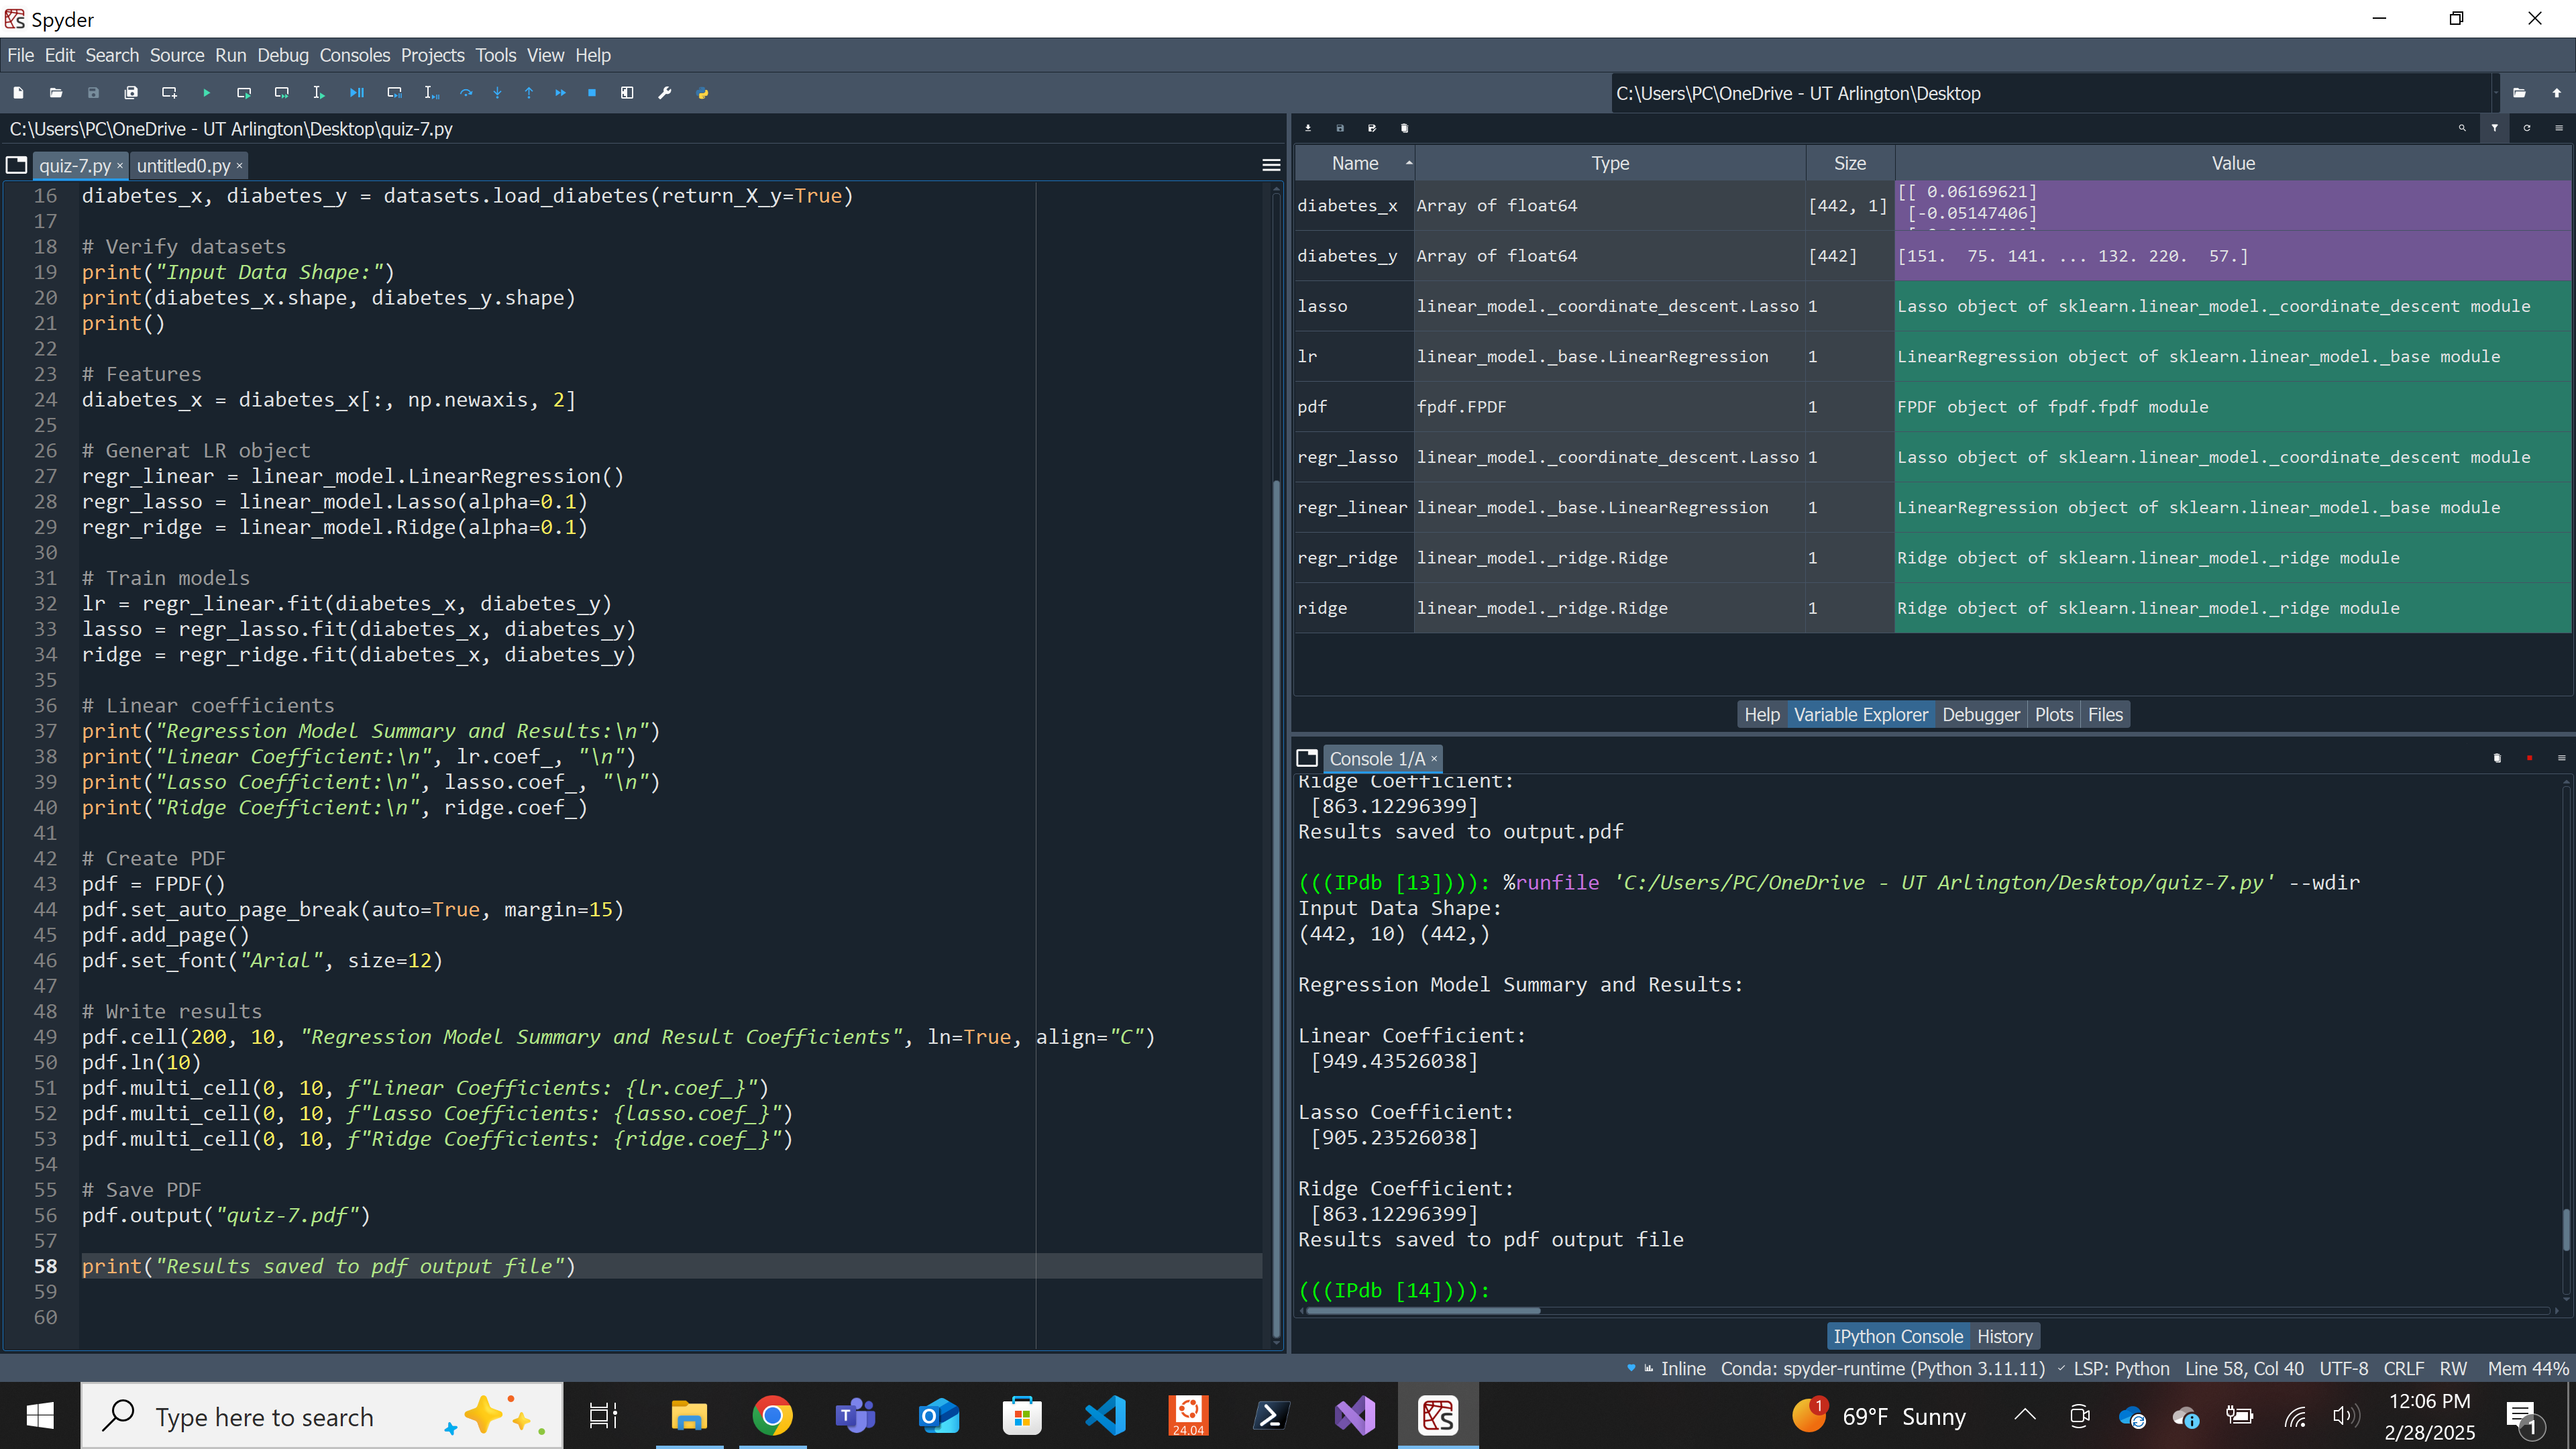 Spyder
File Edit Search Source Run Debug Consoles Projects Tools View Help
C:\Users\PC\OneDrive - UT Arlington\Desktop
C:\Users\PC\OneDrive - UT Arlington\Desktop\quiz-7.py
quiz-7.py × untitled0.py ×
16 diabetes_x, diabetes_y = datasets.load_diabetes(return_X_y=True)
17
18 # Verify datasets
19 print("Input Data Shape:")
20 print(diabetes_x.shape, diabetes_y.shape)
21 print()
22
23 # Features
24 diabetes_x = diabetes_x[:, np.newaxis, 2]
25
26 # Generat LR object
27 regr_linear = linear_model.LinearRegression()
28 regr_lasso = linear_model.Lasso(alpha=0.1)
29 regr_ridge = linear_model.Ridge(alpha=0.1)
30
31 # Train models
32 lr = regr_linear.fit(diabetes_x, diabetes_y)
33 lasso = regr_lasso.fit(diabetes_x, diabetes_y)
34 ridge = regr_ridge.fit(diabetes_x, diabetes_y)
35
36 # Linear coefficients
37 print("Regression Model Summary and Results:\n")
38 print("Linear Coefficient:\n", lr.coef_, "\n")
39 print("Lasso Coefficient:\n", lasso.coef_, "\n")
40 print("Ridge Coefficient:\n", ridge.coef_)
41
42 # Create PDF
43 pdf = FPDF()
44 pdf.set_auto_page_break(auto=True, margin=15)
45 pdf.add_page()
46 pdf.set_font("Arial", size=12)
47
48 # Write results
49 pdf.cell(200, 10, "Regression Model Summary and Result Coefficients", ln=True, align="C")
50 pdf.ln(10)
51 pdf.multi_cell(0, 10, f"Linear Coefficients: {lr.coef_}")
52 pdf.multi_cell(0, 10, f"Lasso Coefficients: {lasso.coef_}")
53 pdf.multi_cell(0, 10, f"Ridge Coefficients: {ridge.coef_}")
54
55 # Save PDF
56 pdf.output("quiz-7.pdf")
57
58 print("Results saved to pdf output file")
59
60
Name Type Size Value
diabetes_x Array of float64 [442, 1] [[ 0.06169621]
[-0.05147406]
diabetes_y Array of float64 [442] [151. 75. 141. ... 132. 220. 57.]
lasso linear_model._coordinate_descent.Lasso 1 Lasso object of sklearn.linear_model._coordinate_descent module
lr linear_model._base.LinearRegression 1 LinearRegression object of sklearn.linear_model._base module
pdf fpdf.FPDF 1 FPDF object of fpdf.fpdf module
regr_lasso linear_model._coordinate_descent.Lasso 1 Lasso object of sklearn.linear_model._coordinate_descent module
regr_linear linear_model._base.LinearRegression 1 LinearRegression object of sklearn.linear_model._base module
regr_ridge linear_model._ridge.Ridge 1 Ridge object of sklearn.linear_model._ridge module
ridge linear_model._ridge.Ridge 1 Ridge object of sklearn.linear_model._ridge module
Help Variable Explorer Debugger Plots Files
Console 1/A ×
Ridge Coefficient:
[863.12296399]
Results saved to output.pdf
(((IPdb [13]))): %runfile 'C:/Users/PC/OneDrive - UT Arlington/Desktop/quiz-7.py' --wdir
Input Data Shape:
(442, 10) (442,)
Regression Model Summary and Results:
Linear Coefficient:
[949.43526038]
Lasso Coefficient:
[905.23526038]
Ridge Coefficient:
[863.12296399]
Results saved to pdf output file
(((IPdb [14]))):
IPython Console History
Inline Conda: spyder-runtime (Python 3.11.11) ✓ LSP: Python Line 58, Col 40 UTF-8 CRLF RW Mem 44%
Type here to search
24.04
1 69°F Sunny
12:06 PM
2/28/2025
1